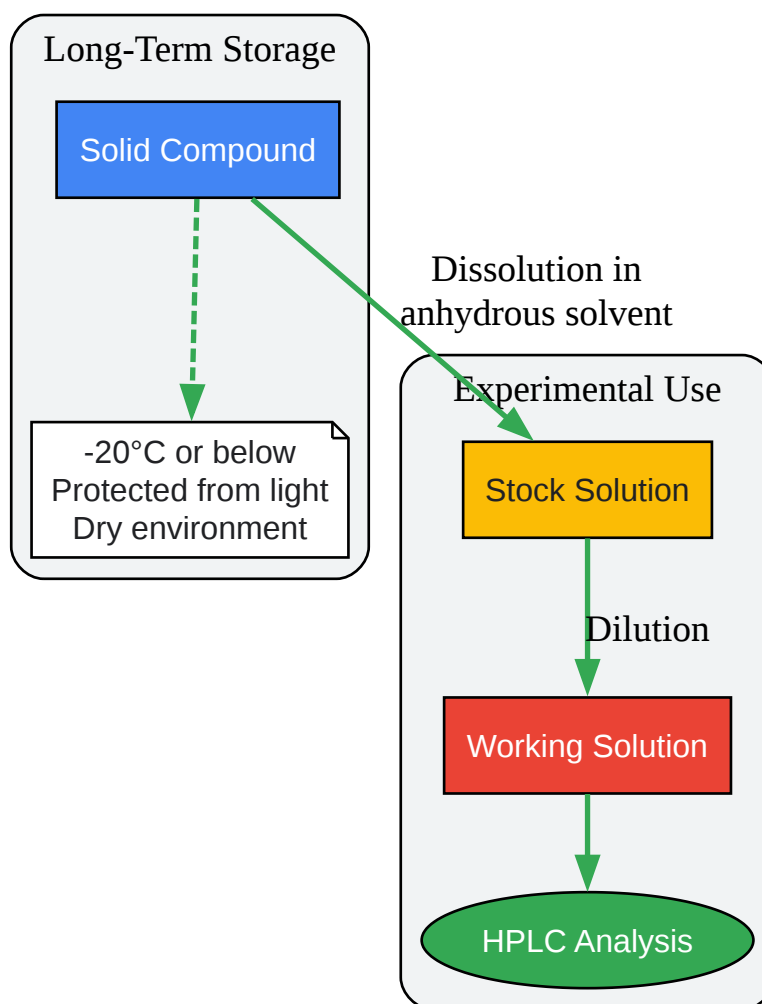 Long-Term Storage
Solid Compound
Dissolution in
anhydrous solvent
-20°C or below
Protected from light
Dry environment
Experimental Use
Stock Solution
Dilution
Working Solution
HPLC Analysis